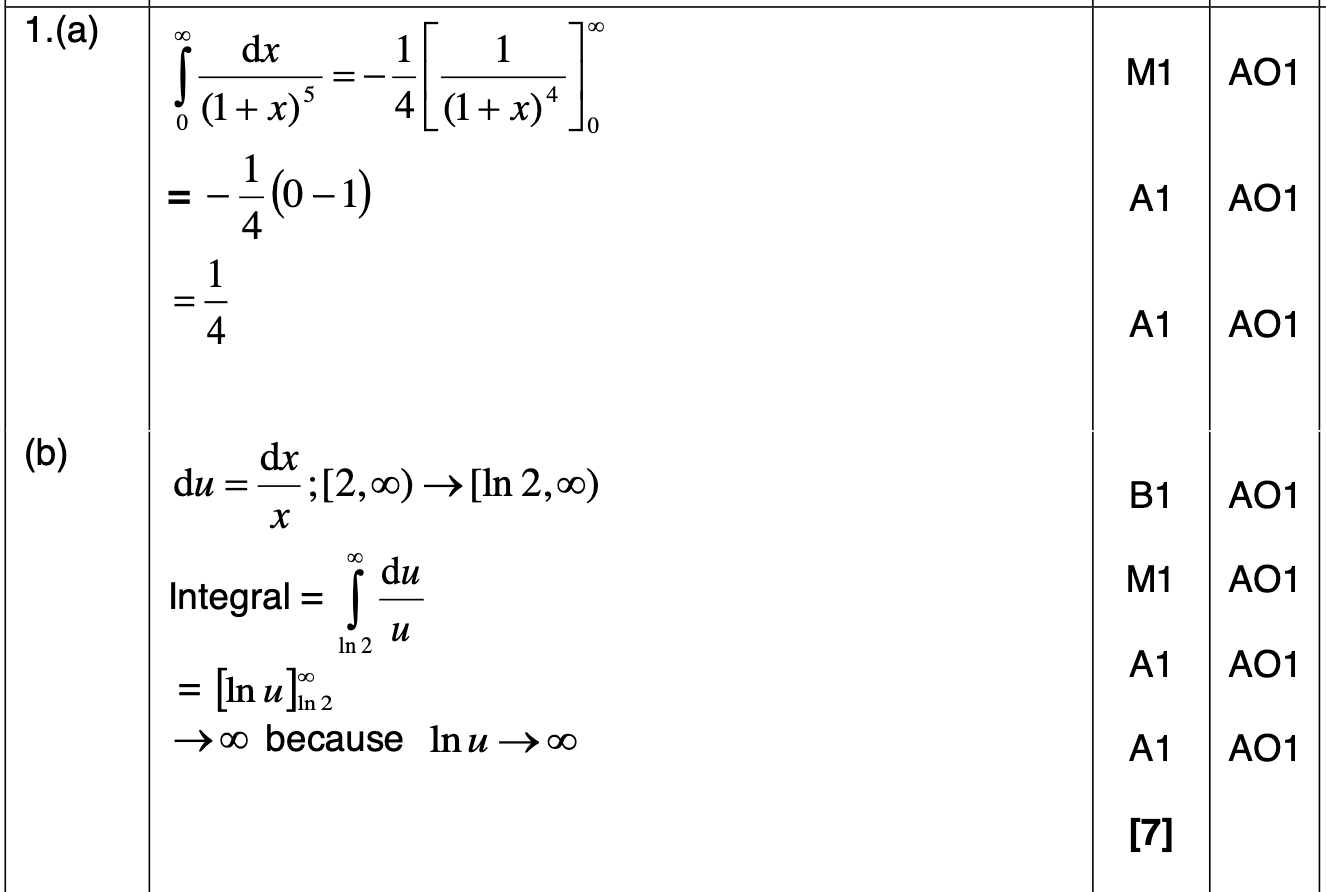 1.(a) ∫₀^∞ dx/(1 + x)⁵ = −1/4 [1/(1 + x)⁴]₀^∞ M1 AO1
= −1/4 (0 − 1) A1 AO1
= 1/4 A1 AO1
(b) du = dx/x ; [2, ∞) → [ln 2, ∞) B1 AO1
Integral = ∫_{ln 2}^∞ du/u M1 AO1
= [ln u]_{ln 2}^∞ A1 AO1
→ ∞ because ln u → ∞ A1 AO1
[7]